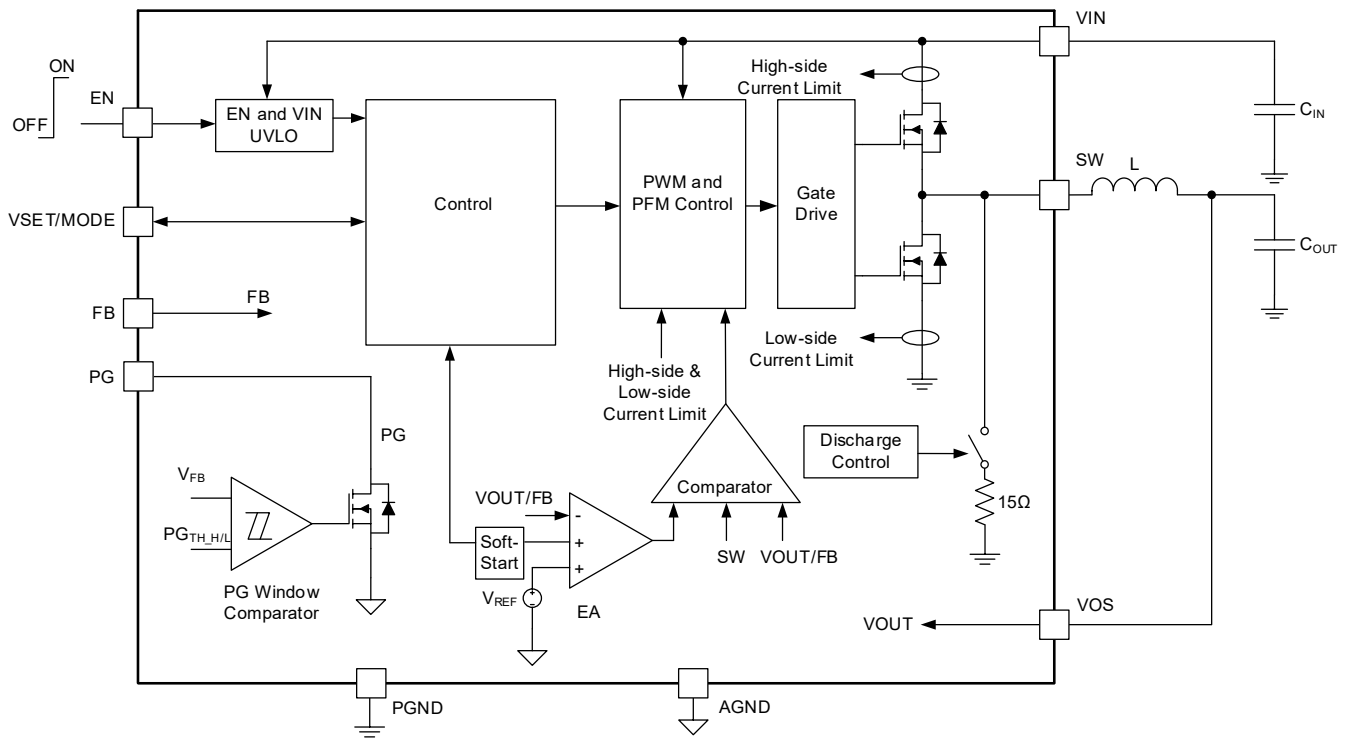 VIN
ON
EN
OFF
EN and VIN
UVLO
High-side
Current Limit
C_IN
Control
PWM and
PFM Control
Gate
Drive
SW
L
VSET/MODE
C_OUT
FB
FB
Low-side
Current Limit
PG
High-side &
Low-side
Current Limit
PG
Discharge
Control
V_FB
Comparator
VOUT/FB
-
15Ω
PG_TH_H/L
Soft-
Start
+
SW
VOUT/FB
+
PG Window
Comparator
V_REF
+
-
EA
VOUT
VOS
PGND
AGND